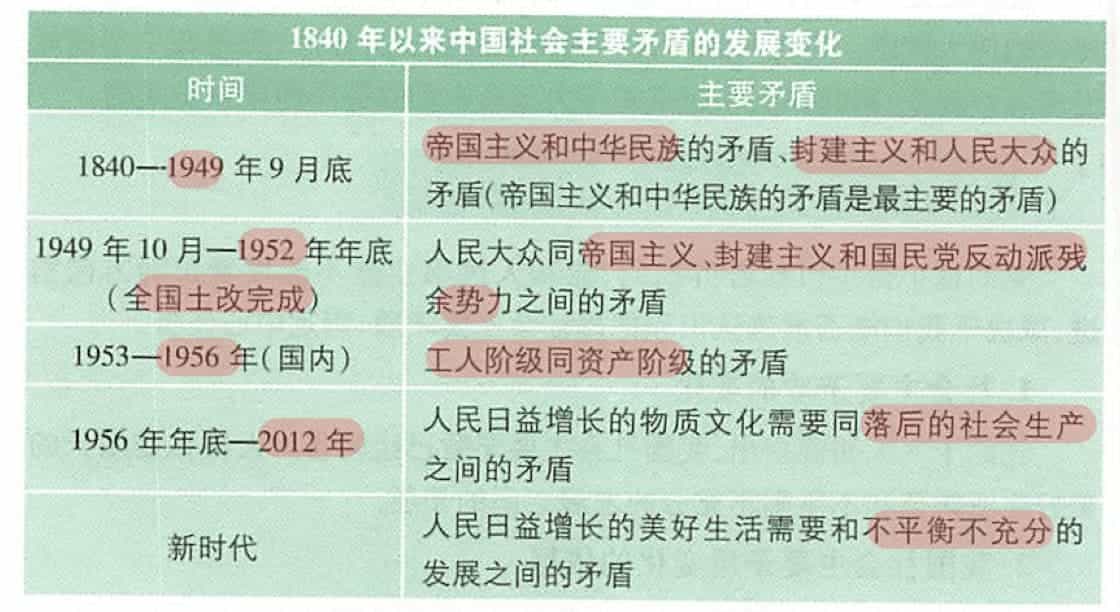 1840 年以来中国社会主要矛盾的发展变化
时间
主要矛盾
1840—1949 年 9 月底
帝国主义和中华民族的矛盾、封建主义和人民大众的
矛盾(帝国主义和中华民族的矛盾是最主要的矛盾)
1949 年 10 月—1952 年年底
(全国土改完成)
人民大众同帝国主义、封建主义和国民党反动派残
余势力之间的矛盾
1953—1956 年(国内)
工人阶级同资产阶级的矛盾
1956 年年底—2012 年
人民日益增长的物质文化需要同落后的社会生产
之间的矛盾
新时代
人民日益增长的美好生活需要和不平衡不充分的
发展之间的矛盾